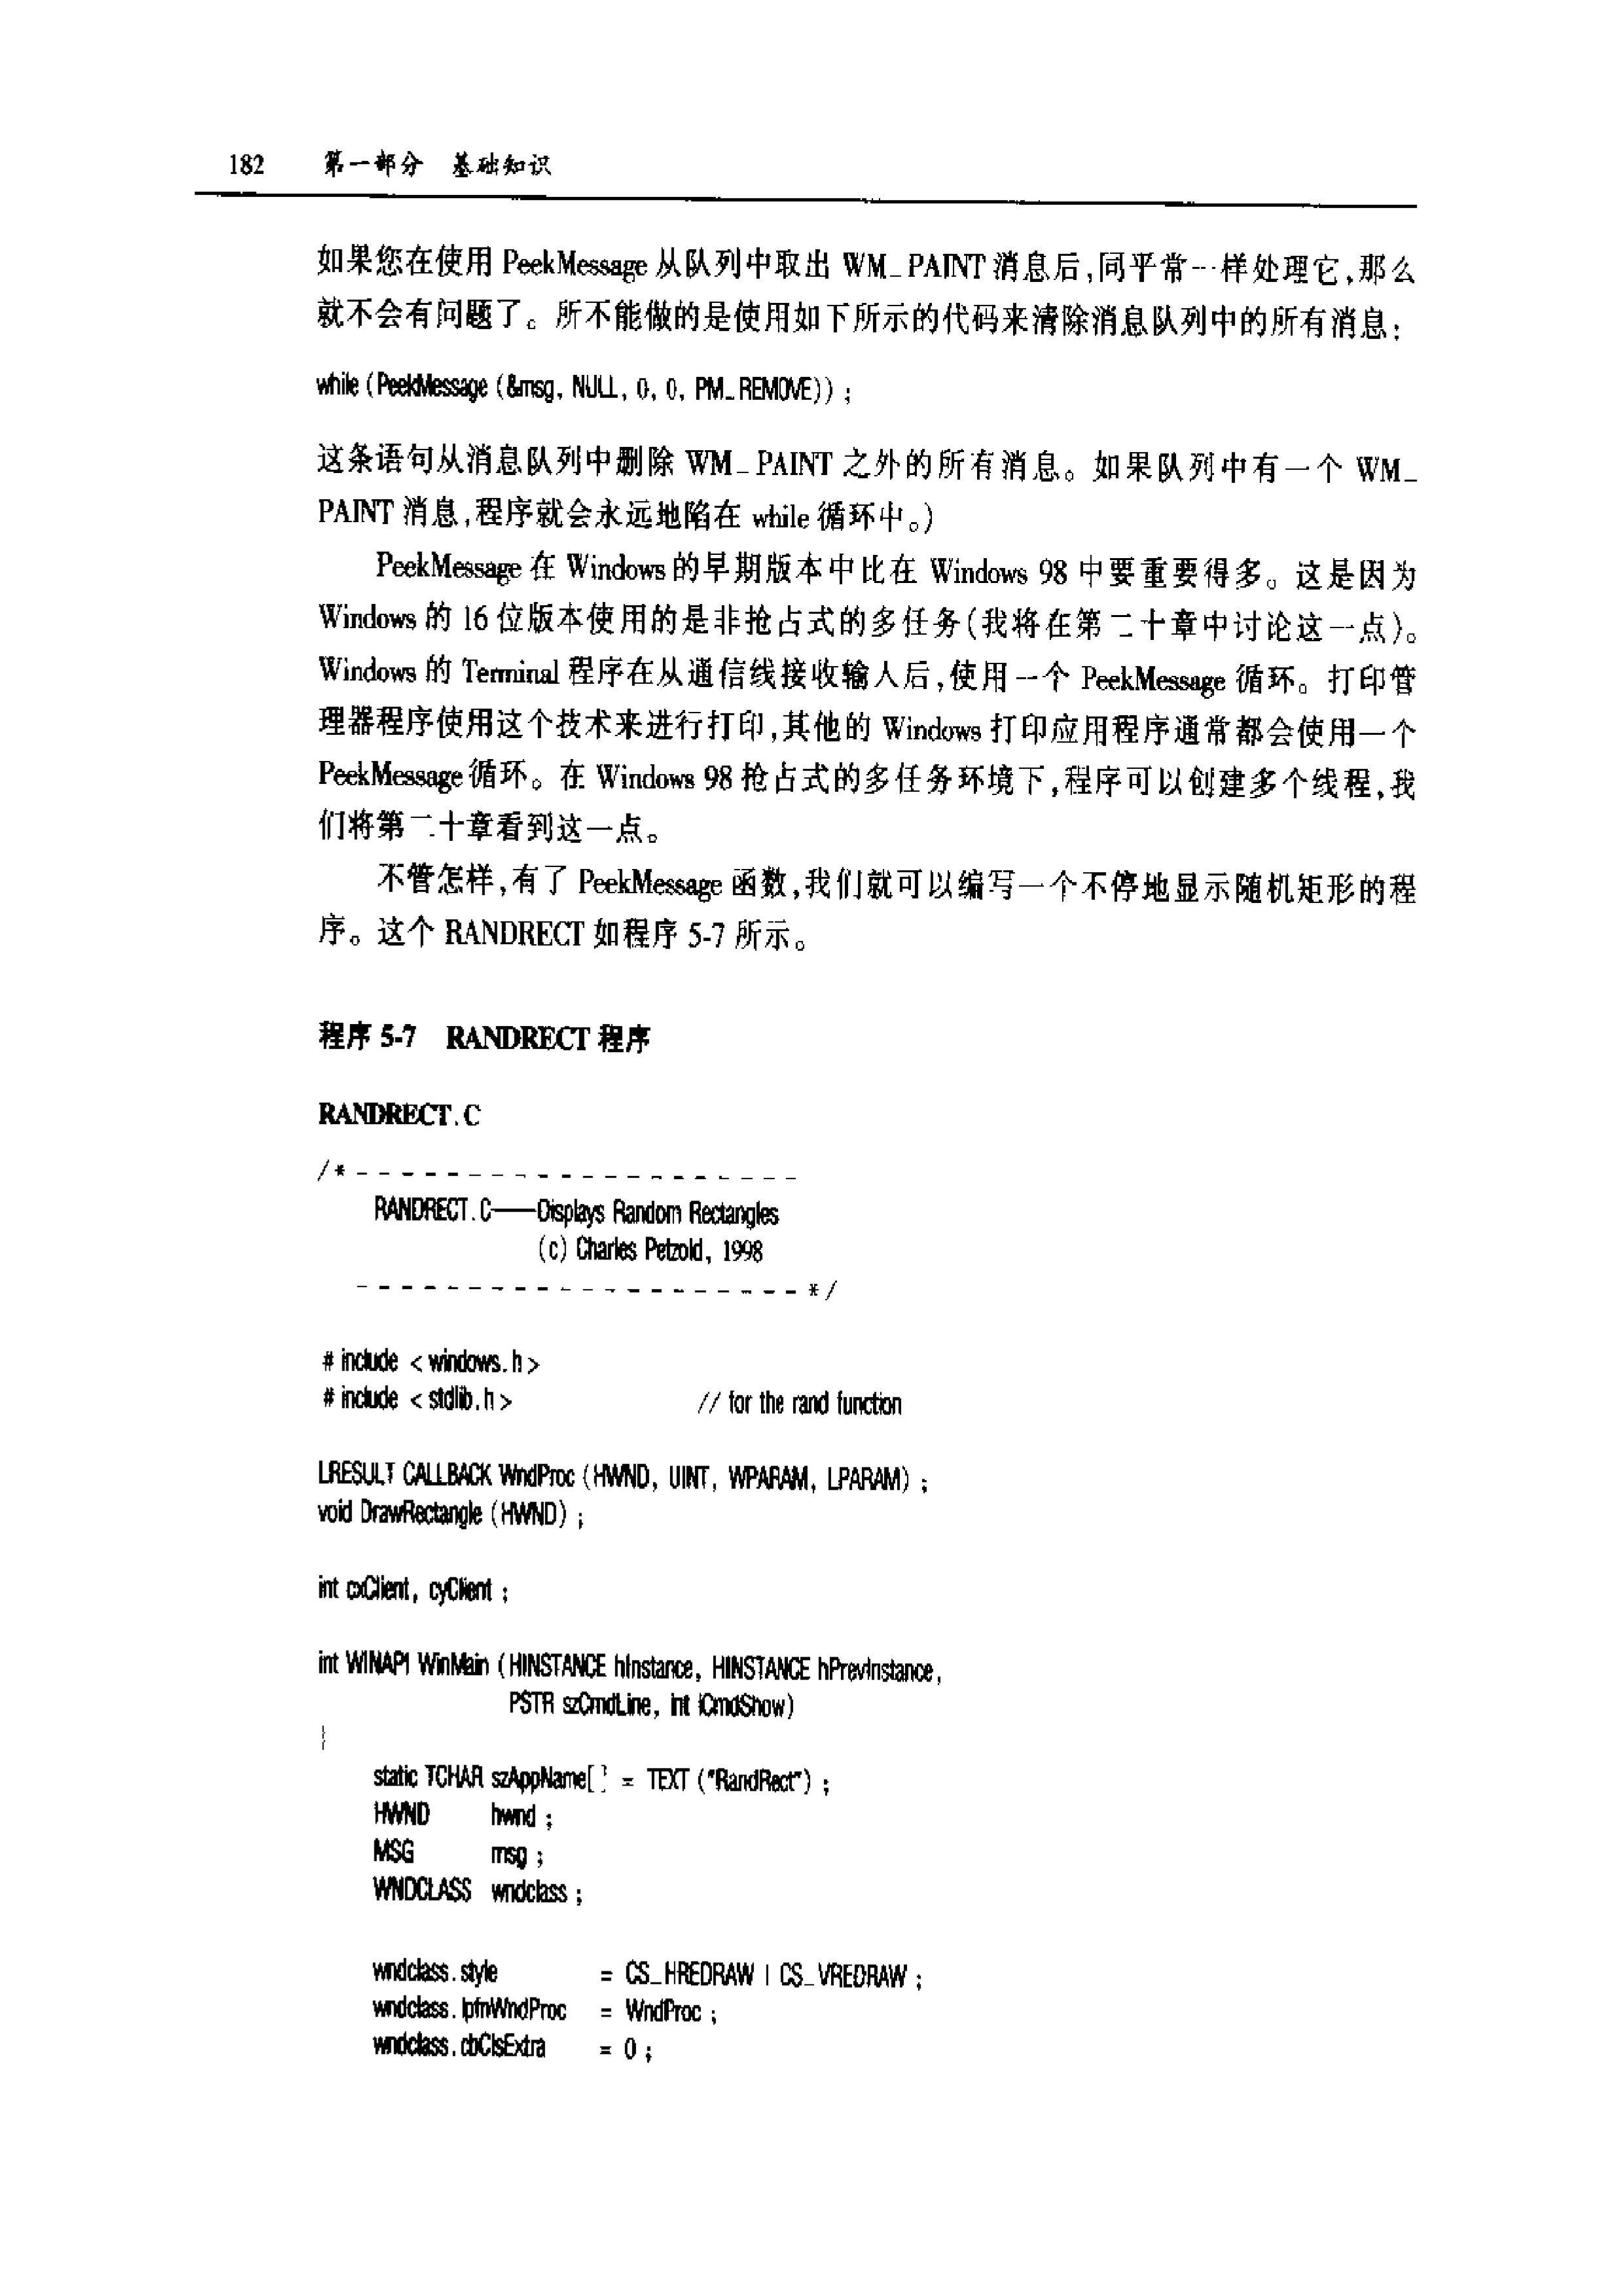 182 第一部分 基础知识
如果您在使用 PeekMessage 从队列中取出 WM_PAINT 消息后,同平常一样处理它,那么
就不会有问题了。所不能做的是使用如下所示的代码来清除消息队列中的所有消息:
while (PeekMessage (&msg, NULL, 0, 0, PM_REMOVE)) ;
这条语句从消息队列中删除 WM_PAINT 之外的所有消息。如果队列中有一个 WM_
PAINT 消息,程序就会永远地陷在 while 循环中。)
PeekMessage 在 Windows 的早期版本中比在 Windows 98 中要重要得多。这是因为
Windows 的 16 位版本使用的是非抢占式的多任务(我将在第二十章中讨论这一点)。
Windows 的 Terminal 程序在从通信线接收输入后,使用一个 PeekMessage 循环。打印管
理器程序使用这个技术来进行打印,其他的 Windows 打印应用程序通常都会使用一个
PeekMessage 循环。在 Windows 98 抢占式的多任务环境下,程序可以创建多个线程,我
们将第二十章看到这一点。
不管怎样,有了 PeekMessage 函数,我们就可以编写一个不停地显示随机矩形的程
序。这个 RANDRECT 如程序 5-7 所示。
程序 5-7 RANDRECT 程序
RANDRECT.C
/* - - - - - - - - - - - - - - - - - - - -
RANDRECT.C——Displays Random Rectangles
(c) Charles Petzold, 1998
- - - - - - - - - - - - - - - - - - - - */
# include <windows.h>
# include <stdlib.h> // for the rand function
LRESULT CALLBACK WndProc (HWND, UINT, WPARAM, LPARAM) ;
void DrawRectangle (HWND) ;
int cxClient, cyClient ;
int WINAPI WinMain (HINSTANCE hInstance, HINSTANCE hPrevInstance,
PSTR szCmdLine, int iCmdShow)
{
static TCHAR szAppName[] = TEXT ("RandRect") ;
HWND hwnd ;
MSG msg ;
WNDCLASS wndclass ;
wndclass.style = CS_HREDRAW | CS_VREDRAW ;
wndclass.lpfnWndProc = WndProc ;
wndclass.cbClsExtra = 0 ;